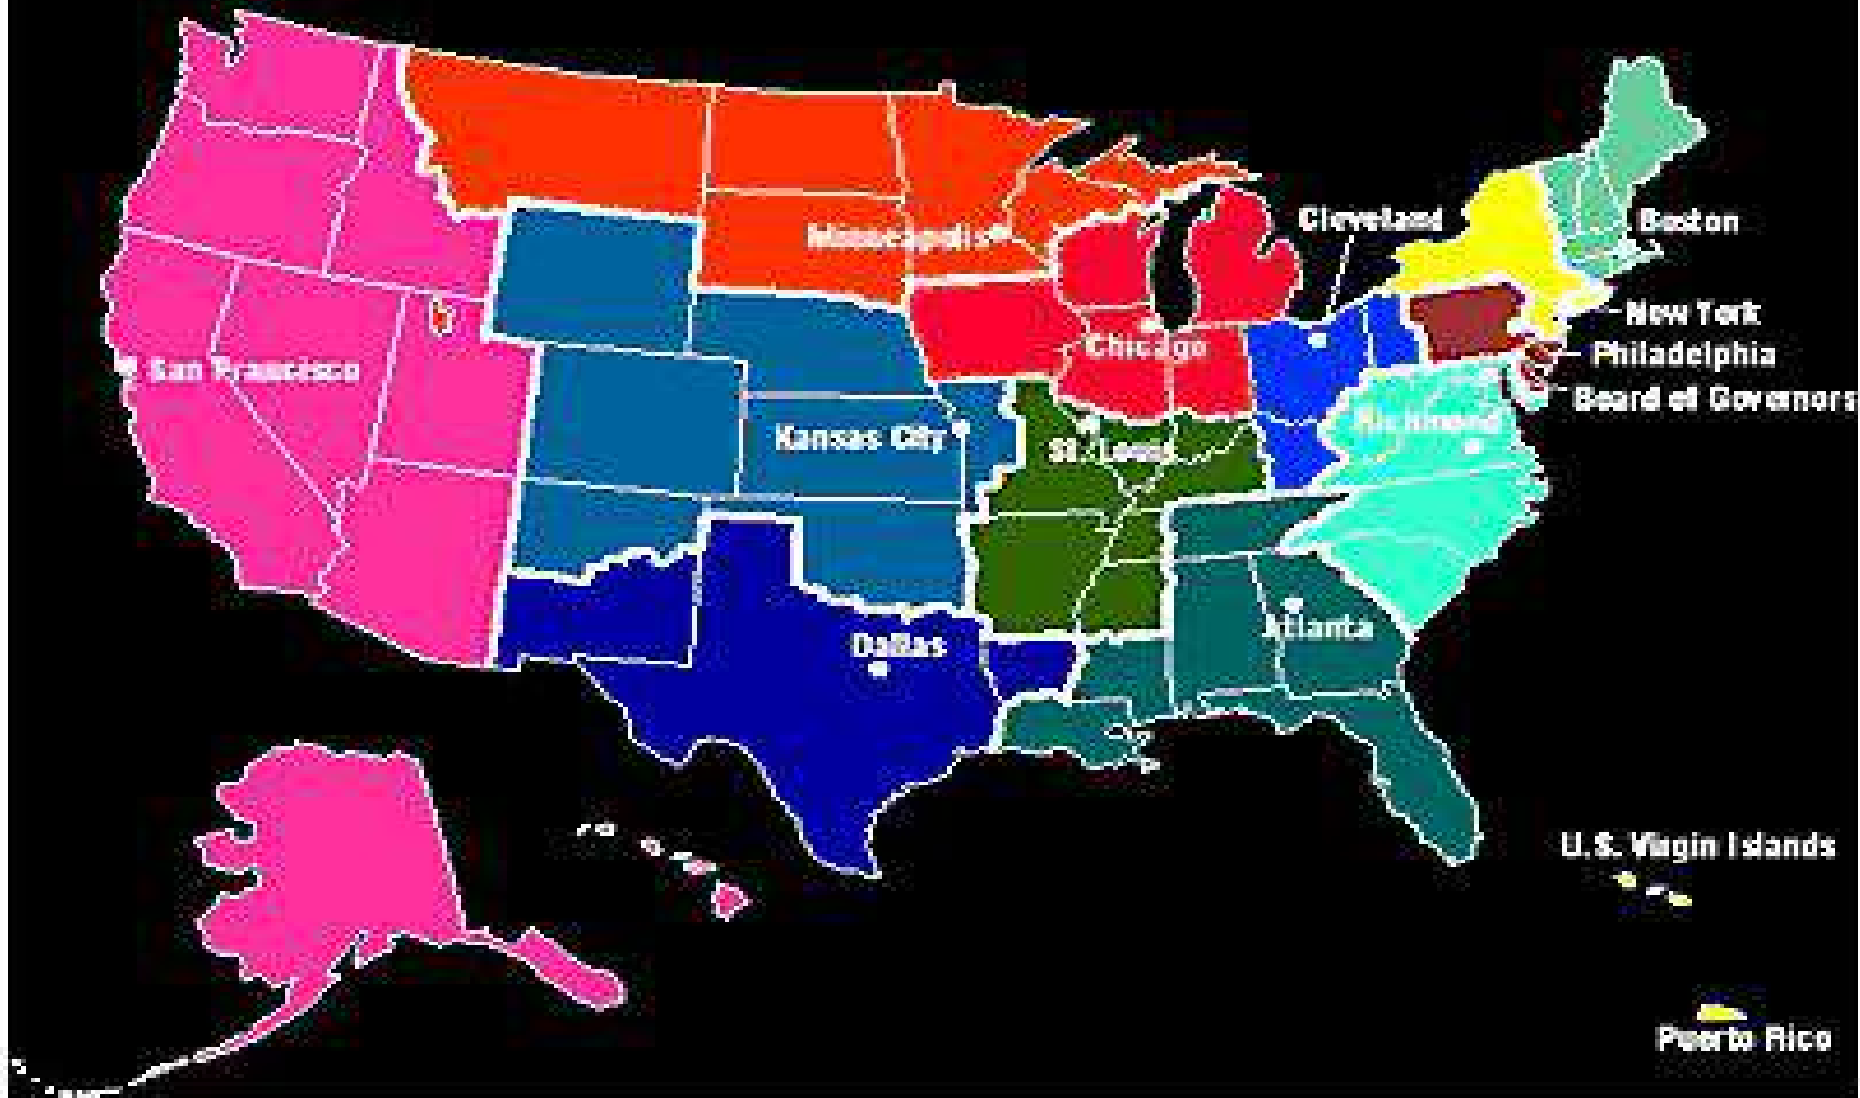 Minneapolis
Cleveland
Boston
New York
Chicago
Philadelphia
San Francisco
Board of Governors
Richmond
Kansas City
St. Louis
Atlanta
Dallas
U.S. Virgin Islands
Puerto Rico